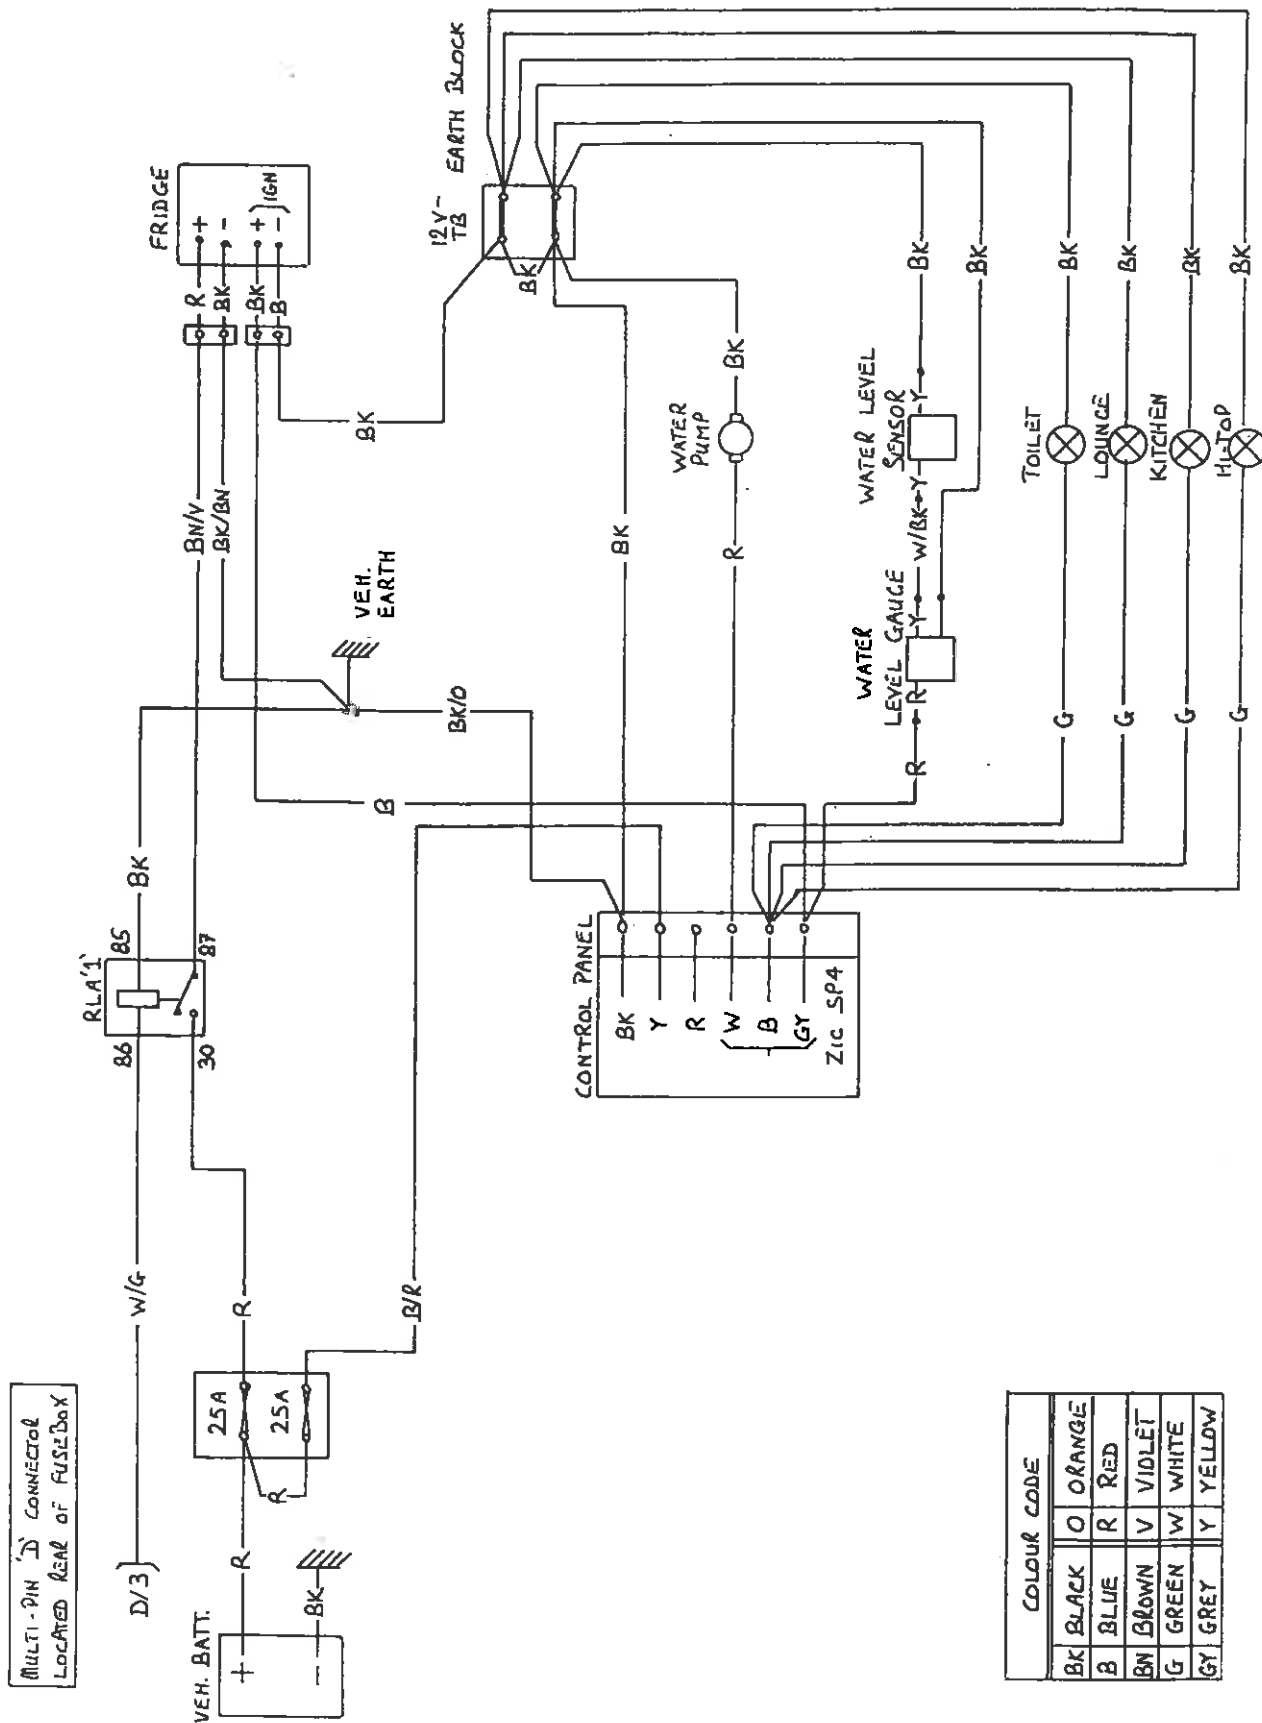 MULTI-PIN 'D' CONNECTOR
LOCATED REAR OF FUSEBOX
D/3
W/G
86
85
RLA'1'
30
87
BK
VEH. BATT.
+
-
R
BK
R
25A
25A
R
B/R
BN/V
BK/BN
VEH.
EARTH
BK/O
B
FRIDGE
+
-
+
-
IGN
R
BK
BK
B
BK
12V-
TB
EARTH BLOCK
BK
BK
WATER
PUMP
BK
R
WATER LEVEL
SENSOR
BK
Y
Y
W/BK
Y
WATER
LEVEL GAUGE
R
R
BK
TOILET
BK
G
LOUNGE
BK
G
KITCHEN
BK
G
HI-TOP
BK
G
CONTROL PANEL
BK
Y
R
W
B
GY
ZIC SP4
COLOUR CODE
BK BLACK O ORANGE
B BLUE R RED
BN BROWN V VIOLET
G GREEN W WHITE
GY GREY Y YELLOW